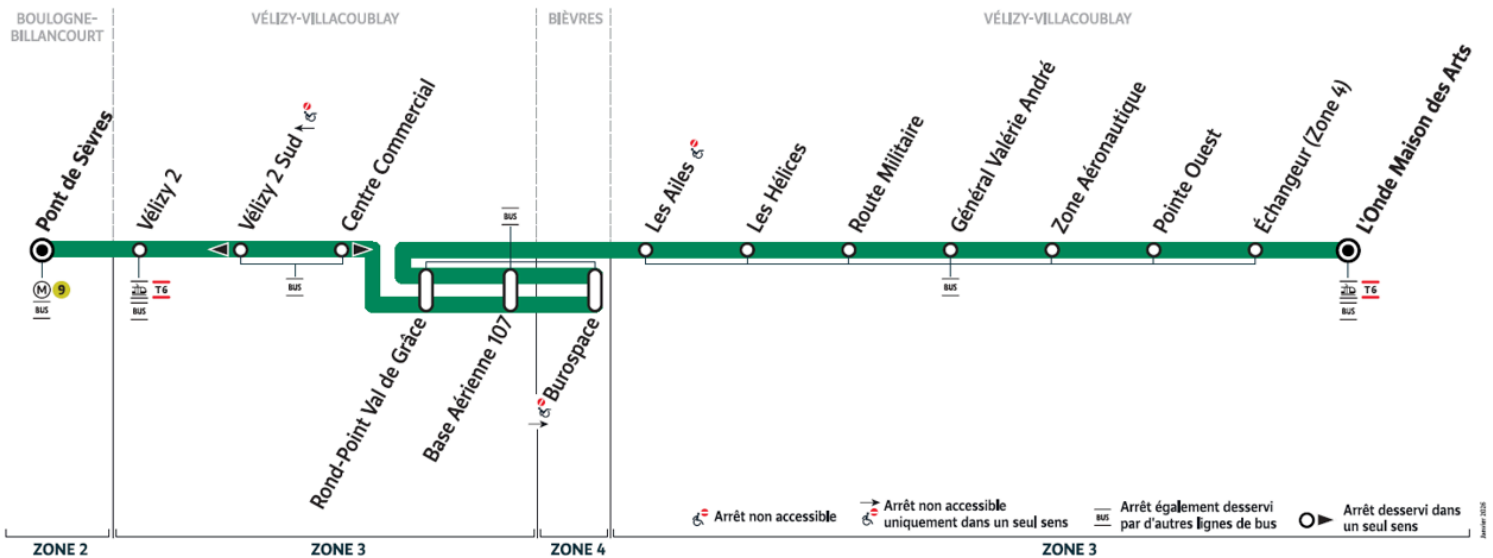 BOULOGNE-
BILLANCOURT
VÉLIZY-VILLACOUBLAY
BIÈVRES
VÉLIZY-VILLACOUBLAY
Pont de Sèvres
Vélizy 2
Vélizy 2 Sud
Centre Commercial
Les Ailes
Les Hélices
Route Militaire
Général Valérie André
Zone Aéronautique
Pointe Ouest
Échangeur (Zone 4)
L'Onde Maison des Arts
BUS
M 9
BUS
T6
BUS
BUS
BUS
T6
BUS
Rond-Point Val de Grâce
Base Aérienne 107
Burospace
Arrêt non accessible
Arrêt non accessible
uniquement dans un seul sens
BUS
Arrêt également desservi
par d'autres lignes de bus
Arrêt desservi dans
un seul sens
Janvier 2026
ZONE 2
ZONE 3
ZONE 4
ZONE 3